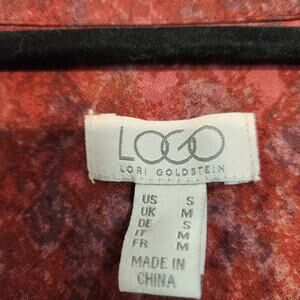 LOGO
LORI GOLDSTEIN
US S
UK M
DE S
IT M
FR M
MADE IN
CHINA